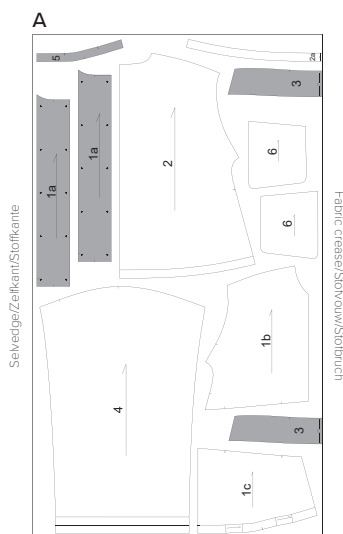 A
5
2a
3
1a
1a
2
6
6
1b
4
3
1c
Selvedge/Zelfkant/Stoffkante
Fabric crease/Stofvouw/Stofbruch